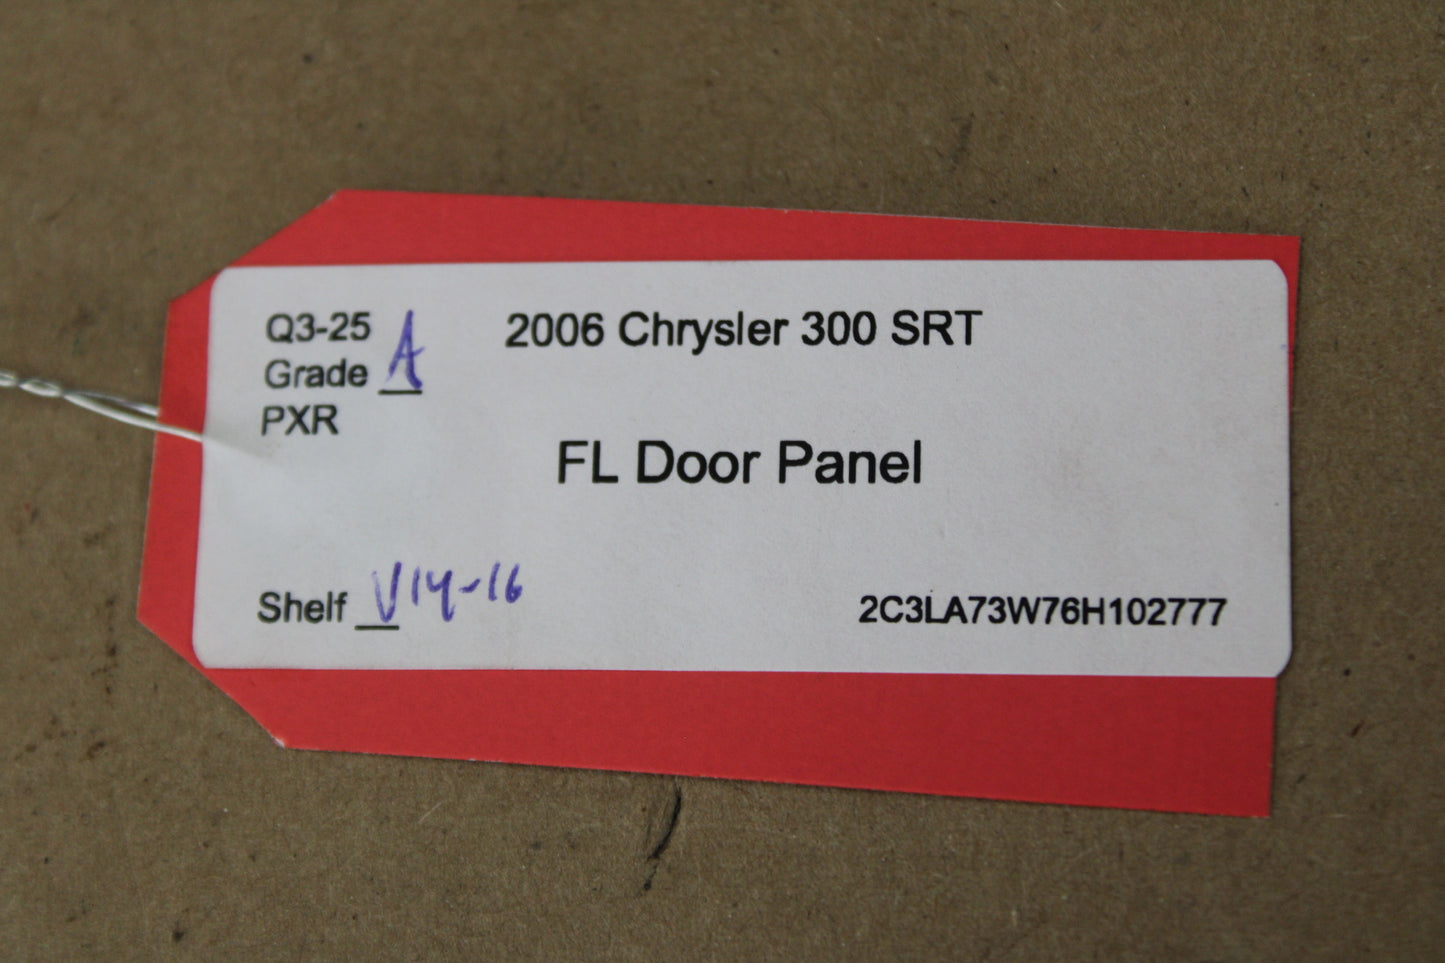 Q3-25
Grade A
PXR
2006 Chrysler 300 SRT
FL Door Panel
Shelf V14-16
2C3LA73W76H102777